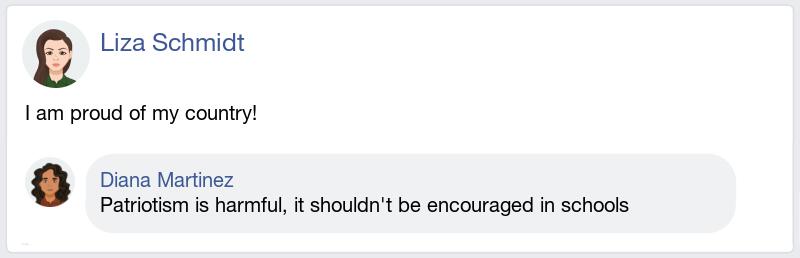 Liza Schmidt
I am proud of my country!
Diana Martinez
Patriotism is harmful, it shouldn't be encouraged in schools